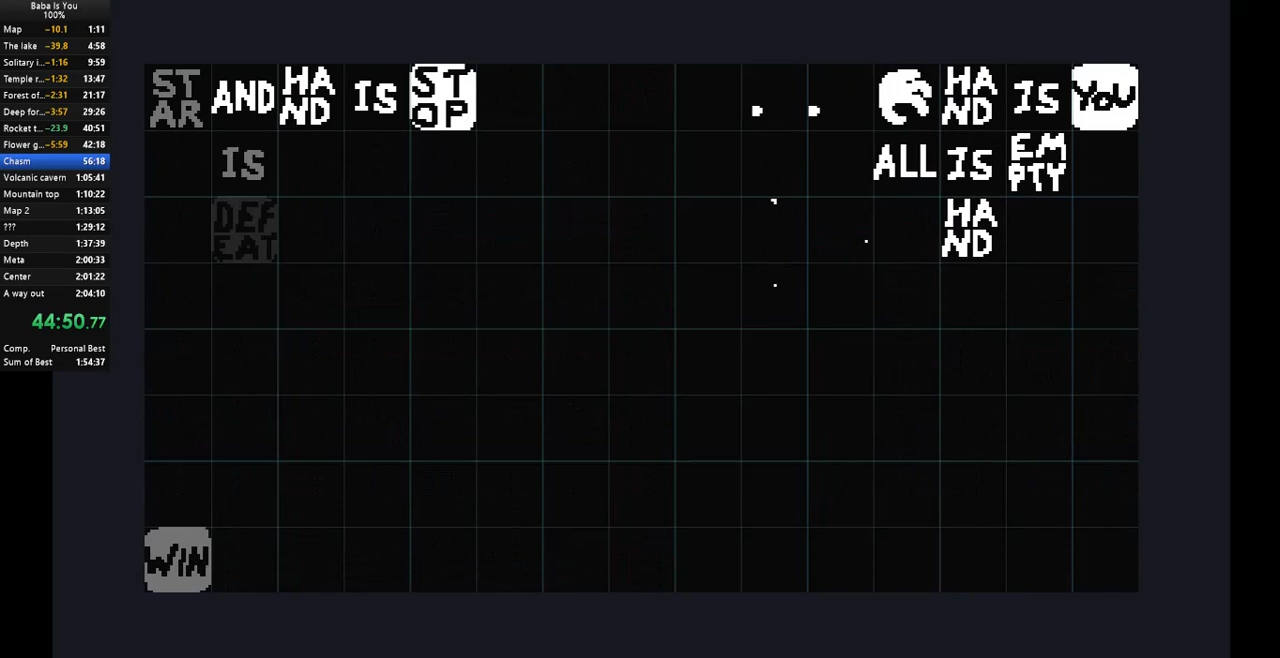 Baba Is You
100%
Map −10.1 1:11
The lake −39.8 4:58
Solitary i... −1:16 9:59
Temple r... −1:32 13:47
Forest of... −2:31 21:17
Deep for... −3:57 29:26
Rocket t... −23.9 40:51
Flower g... −5:59 42:18
Chasm 56:18
Volcanic cavern 1:05:41
Mountain top 1:10:22
Map 2 1:13:05
??? 1:29:12
Depth 1:37:39
Meta 2:00:33
Center 2:01:22
A way out 2:04:10
44:50.77
Comp. Personal Best
Sum of Best 1:54:37
STAR AND HAND IS STOP HAND IS YOU
IS ALL IS EMPTY
DEFEAT HAND
WIN